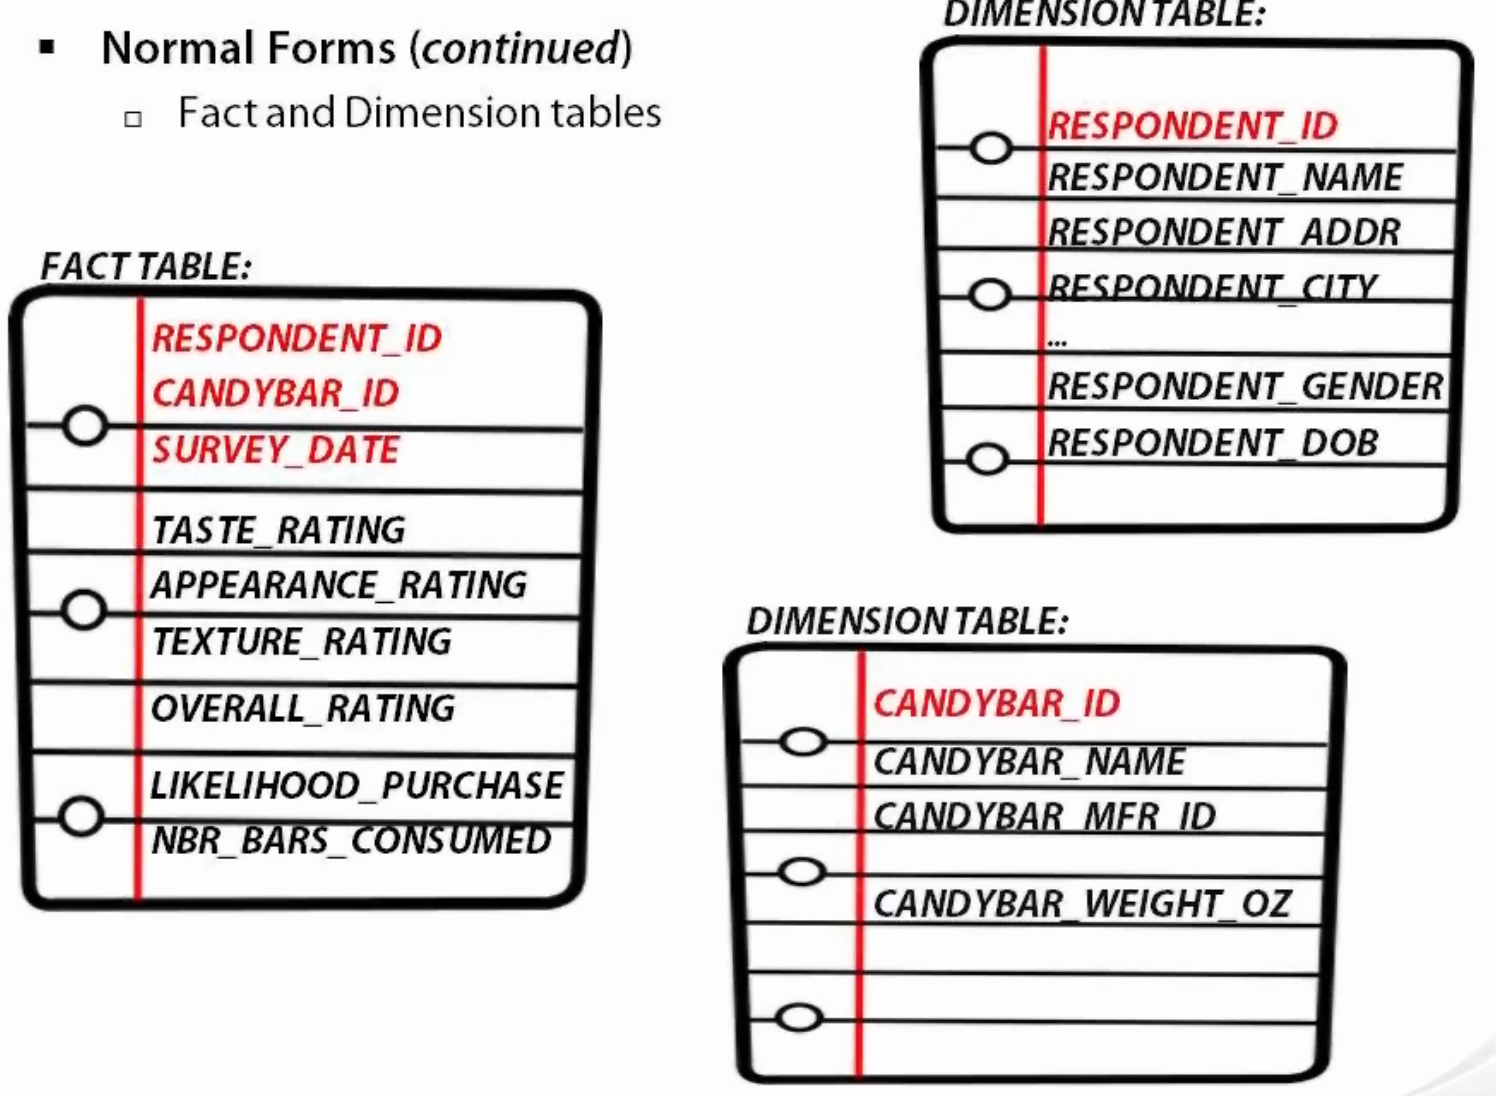 ▪ Normal Forms (continued)
□ Fact and Dimension tables
FACT TABLE:
RESPONDENT_ID
CANDYBAR_ID
SURVEY_DATE
TASTE_RATING
APPEARANCE_RATING
TEXTURE_RATING
OVERALL_RATING
LIKELIHOOD_PURCHASE
NBR_BARS_CONSUMED
DIMENSION TABLE:
RESPONDENT_ID
RESPONDENT_NAME
RESPONDENT_ADDR
RESPONDENT_CITY
...
RESPONDENT_GENDER
RESPONDENT_DOB
DIMENSION TABLE:
CANDYBAR_ID
CANDYBAR_NAME
CANDYBAR_MFR_ID
CANDYBAR_WEIGHT_OZ